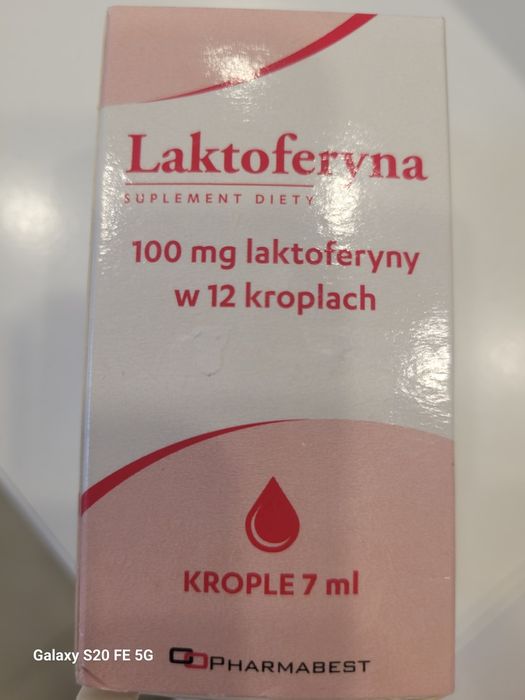 Laktoferyna
SUPLEMENT DIETY
100 mg laktoferyny
w 12 kroplach
KROPLE 7 ml
PHARMABEST
Galaxy S20 FE 5G